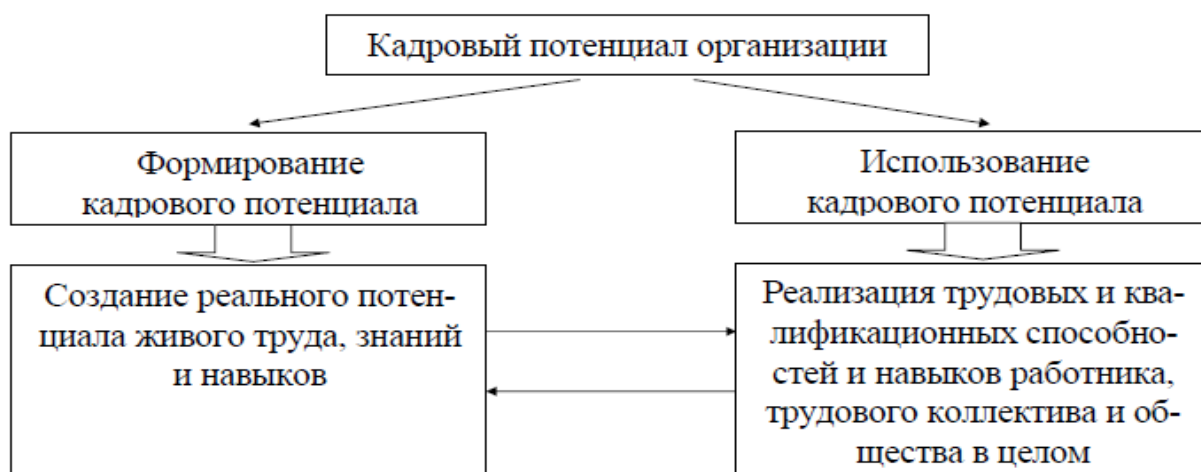 Кадровый потенциал организации
Формирование
кадрового потенциала
Использование
кадрового потенциала
Создание реального потен-
циала живого труда, знаний
и навыков
Реализация трудовых и ква-
лификационных способно-
стей и навыков работника,
трудового коллектива и об-
щества в целом